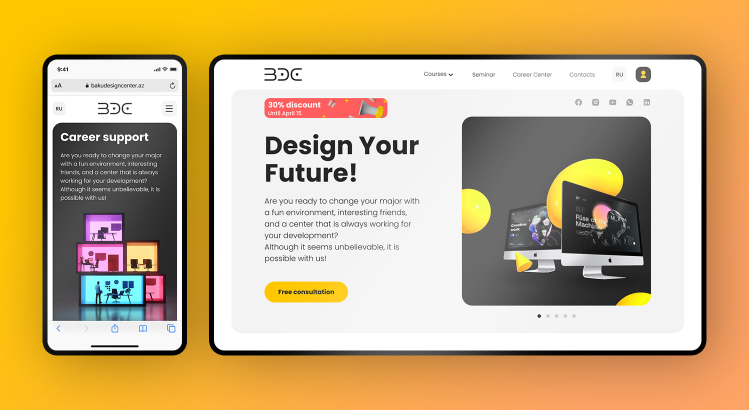 9:41
AA
bakudesigncenter.az
RU
BDC
Career support
Are you ready to change your major
with a fun environment, interesting
friends, and a center that is always
working for your development?
Although it seems unbelievable, it is
possible with us!
BDC
Courses
Seminar
Career Center
Contacts
RU
30% discount
Until April 15
Design Your
Future!
Are you ready to change your major with
a fun environment, interesting friends,
and a center that is always working for
your development?
Although it seems unbelievable, it is
possible with us!
Free consultation
Creative
Rise of
Machine